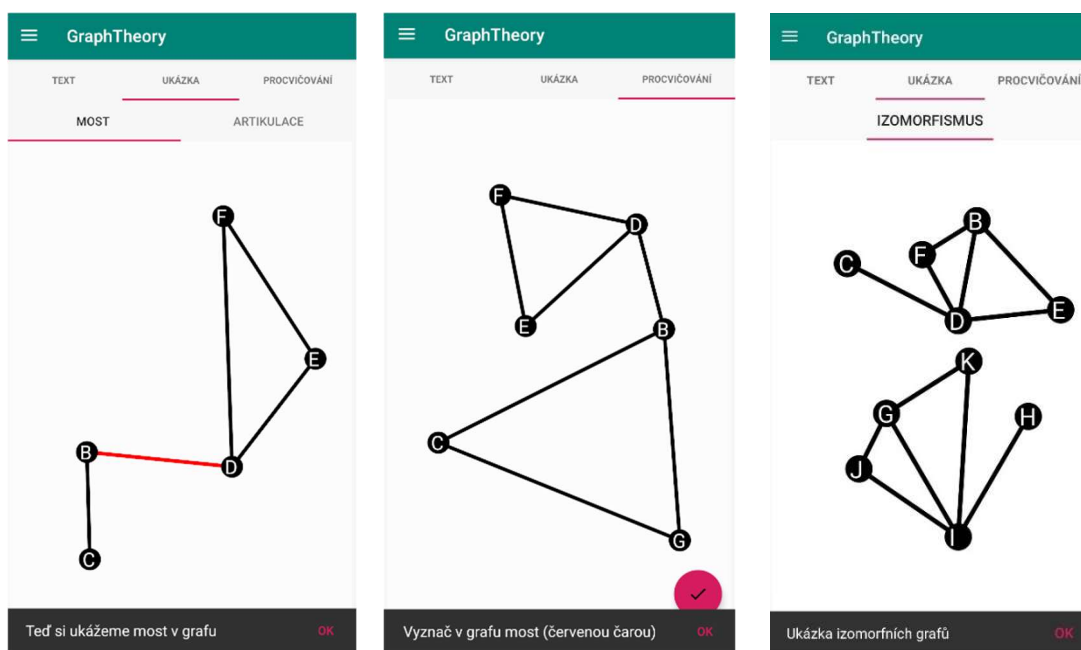 GraphTheory
TEXT UKÁZKA PROCVIČOVÁNÍ
MOST ARTIKULACE
F
E
B
D
C
Teď si ukážeme most v grafu OK
GraphTheory
TEXT UKÁZKA PROCVIČOVÁNÍ
F
D
E
B
C
G
Vyznač v grafu most (červenou čarou) OK
GraphTheory
TEXT UKÁZKA PROCVIČOVÁNÍ
IZOMORFISMUS
B
F
C
E
D
K
G
H
J
I
Ukázka izomorfních grafů OK